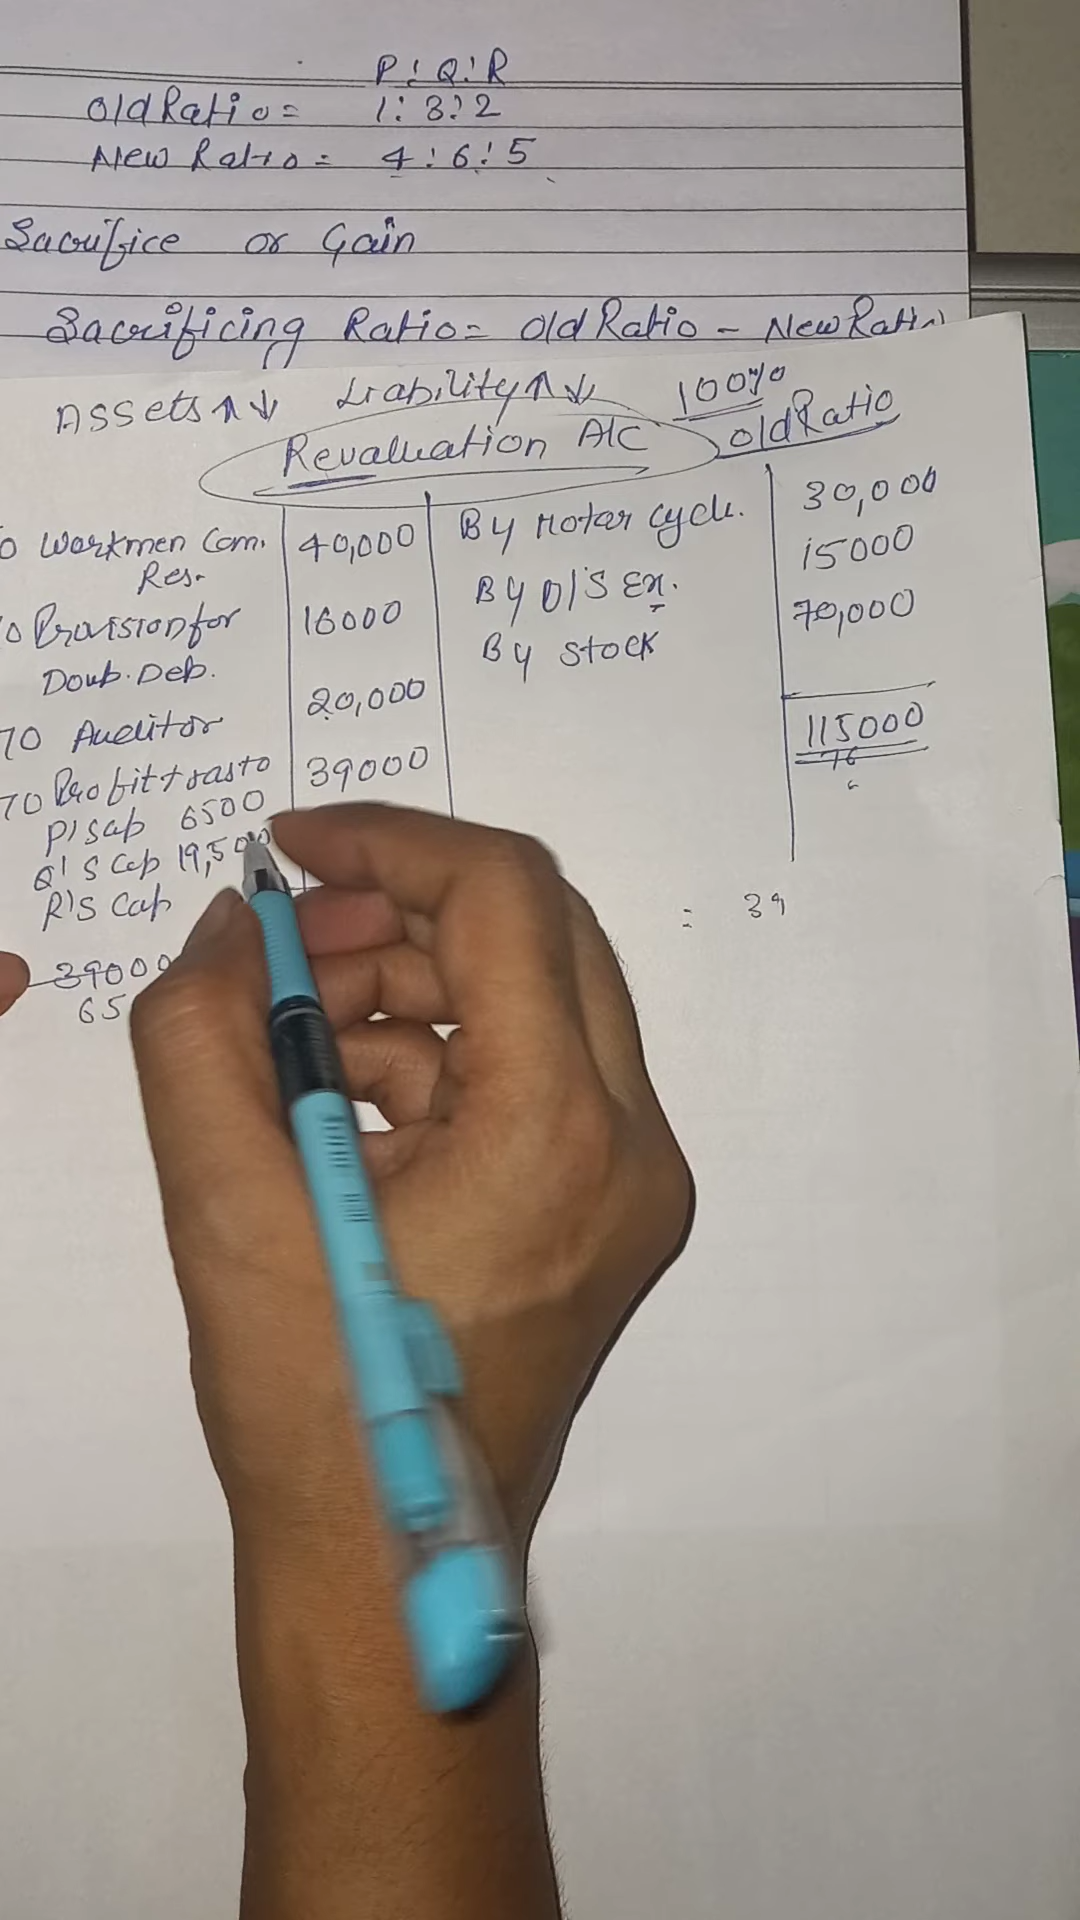 P : Q : R
Old Ratio = 1 : 3 : 2
New Ratio = 4 : 6 : 5
Sacrifice or Gain
Sacrificing Ratio = Old Ratio - New Ratio
Assets ↑ ↓ Liability ↑ ↓ 100%
Revaluation A/C old Ratio
o Workmen Com. 40,000 By Motar cycle. 30,000
Res. By O/S Ex. 15000
o Provision for 16000 By Stock 70,000
Doub. Deb.
To Auditor 20,000 115000
To Profit trasto 39000 76
P's cap 6500
Q's Cap 19,500
R's Cap = 39
39000
65